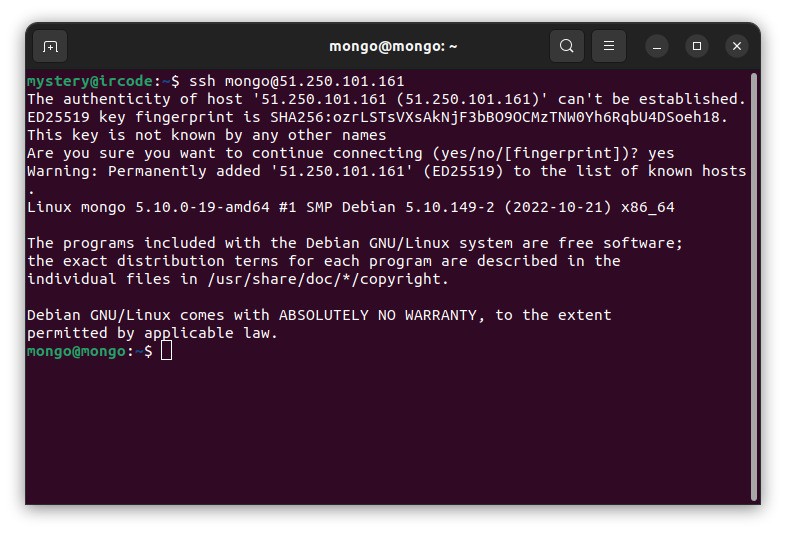 mongo@mongo: ~
mystery@ircode:~$ ssh mongo@51.250.101.161
The authenticity of host '51.250.101.161 (51.250.101.161)' can't be established.
ED25519 key fingerprint is SHA256:ozrLSTsVXsAkNjF3bBO9OCMzTNW0Yh6RqbU4DSoeh18.
This key is not known by any other names
Are you sure you want to continue connecting (yes/no/[fingerprint])? yes
Warning: Permanently added '51.250.101.161' (ED25519) to the list of known hosts
.
Linux mongo 5.10.0-19-amd64 #1 SMP Debian 5.10.149-2 (2022-10-21) x86_64
The programs included with the Debian GNU/Linux system are free software;
the exact distribution terms for each program are described in the
individual files in /usr/share/doc/*/copyright.
Debian GNU/Linux comes with ABSOLUTELY NO WARRANTY, to the extent
permitted by applicable law.
mongo@mongo:~$